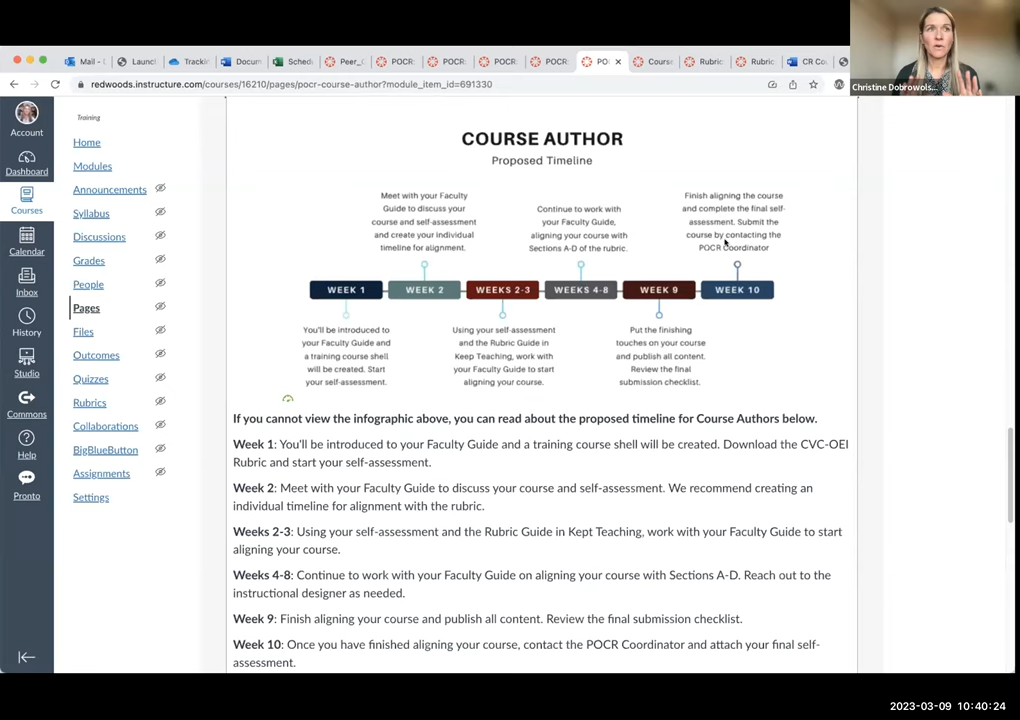 Mail - (
Launc
Trackin
Docum
Sched
Peer_C
POCR
POCR
POCR
POCR
PO
Course
Rubric
Rubric
CR Co
redwoods.instructure.com/courses/16210/pages/pocr-course-author?module_item_id=691330
Christine Dobrowols...
Account
Dashboard
Courses
Calendar
Inbox
History
Studio
Commons
Help
Pronto
Training
Home
Modules
Announcements
Syllabus
Discussions
Grades
People
Pages
Files
Outcomes
Quizzes
Rubrics
Collaborations
BigBlueButton
Assignments
Settings
COURSE AUTHOR
Proposed Timeline
Meet with your Faculty
Guide to discuss your
course and self-assessment
and create your individual
timeline for alignment.
Continue to work with
your Faculty Guide,
aligning your course with
Sections A-D of the rubric.
Finish aligning the course
and complete the final self-
assessment. Submit the
course by contacting the
POCR Coordinator
WEEK 1
WEEK 2
WEEKS 2-3
WEEKS 4-8
WEEK 9
WEEK 10
You'll be introduced to
your Faculty Guide and
a training course shell
will be created. Start
your self-assessment.
Using your self-assessment
and the Rubric Guide in
Keep Teaching, work with
your Faculty Guide to start
aligning your course.
Put the finishing
touches on your course
and publish all content.
Review the final
submission checklist.
If you cannot view the infographic above, you can read about the proposed timeline for Course Authors below.
Week 1: You'll be introduced to your Faculty Guide and a training course shell will be created. Download the CVC-OEI
Rubric and start your self-assessment.
Week 2: Meet with your Faculty Guide to discuss your course and self-assessment. We recommend creating an
individual timeline for alignment with the rubric.
Weeks 2-3: Using your self-assessment and the Rubric Guide in Kept Teaching, work with your Faculty Guide to start
aligning your course.
Weeks 4-8: Continue to work with your Faculty Guide on aligning your course with Sections A-D. Reach out to the
instructional designer as needed.
Week 9: Finish aligning your course and publish all content. Review the final submission checklist.
Week 10: Once you have finished aligning your course, contact the POCR Coordinator and attach your final self-
assessment.
2023-03-09 10:40:24